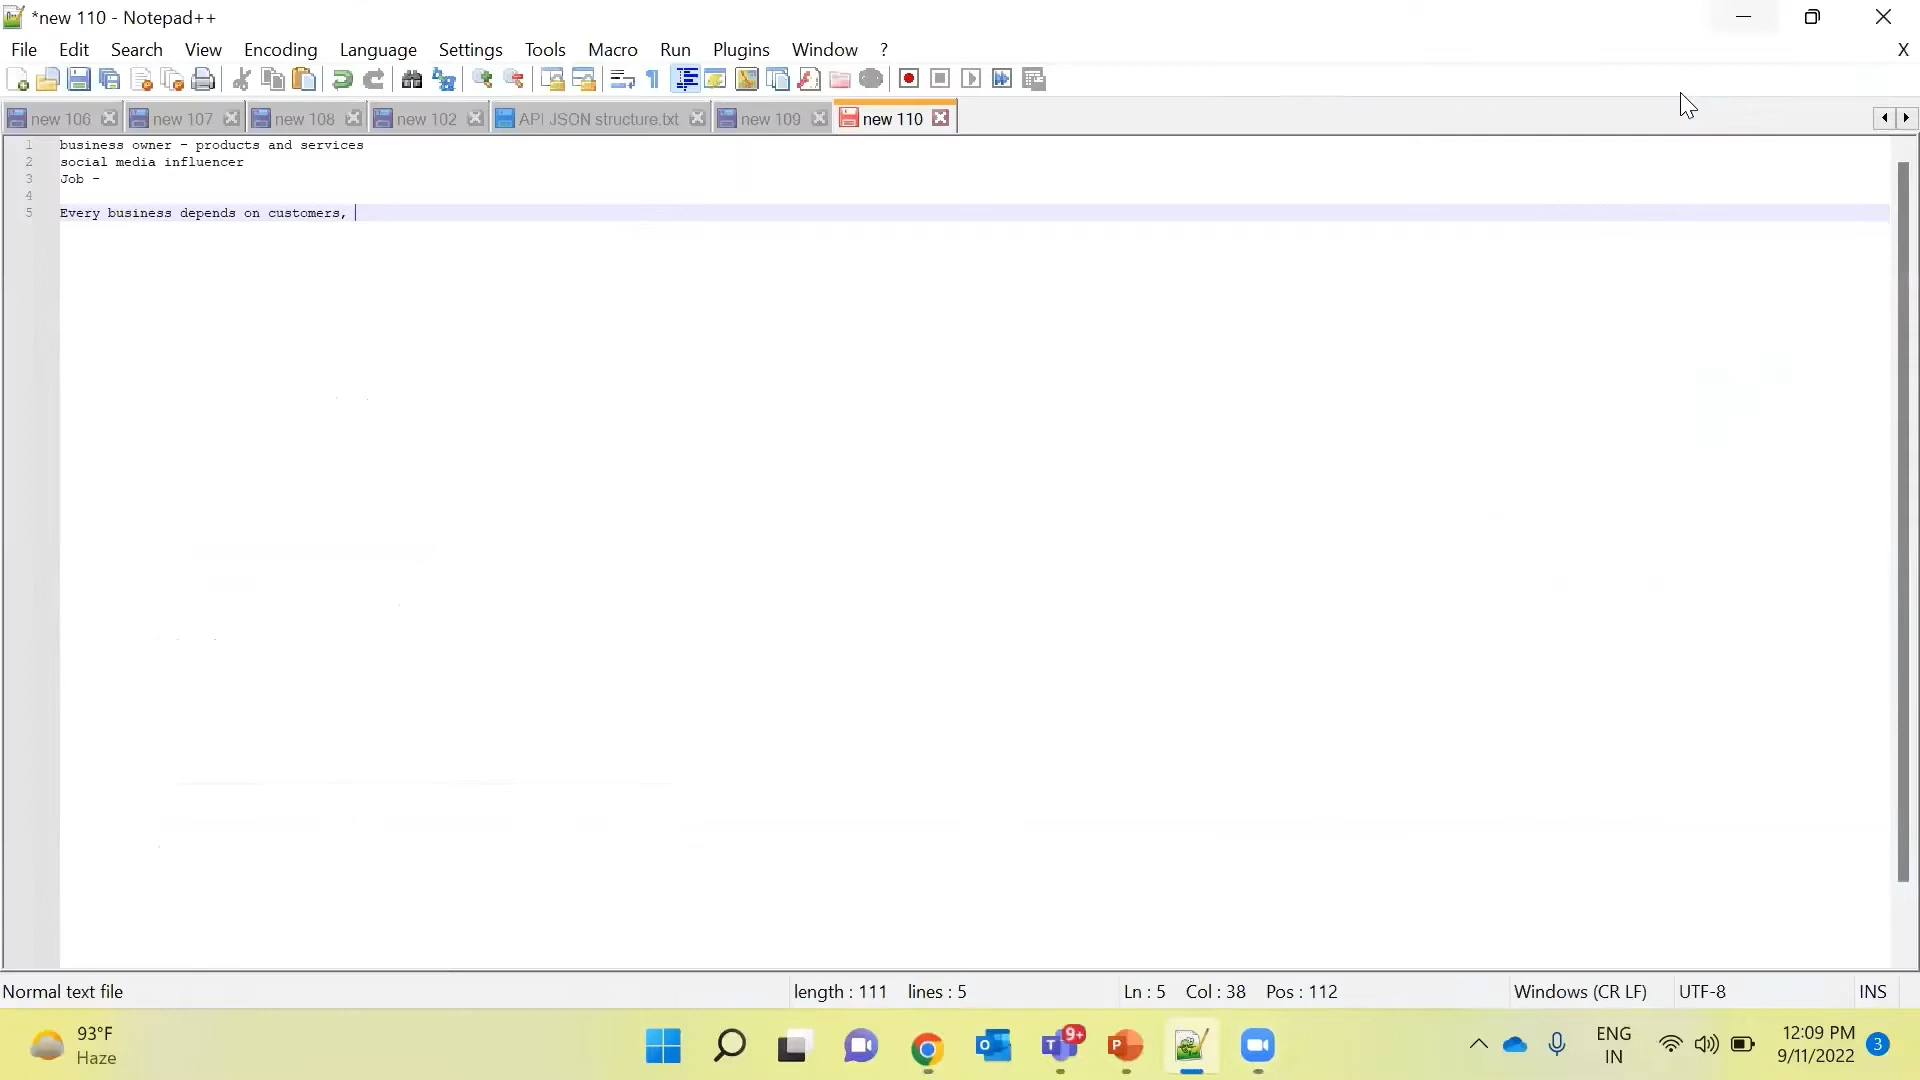 *new 110 - Notepad++
File Edit Search View Encoding Language Settings Tools Macro Run Plugins Window ? X
new 106 new 107 new 108 new 102 API JSON structure.txt new 109 new 110
1 business owner - products and services
2 social media influencer
3 Job -
4
5 Every business depends on customers,
Normal text file length : 111 lines : 5 Ln : 5 Col : 38 Pos : 112 Windows (CR LF) UTF-8 INS
93°F
Haze
9+
ENG
IN
12:09 PM
9/11/2022
3